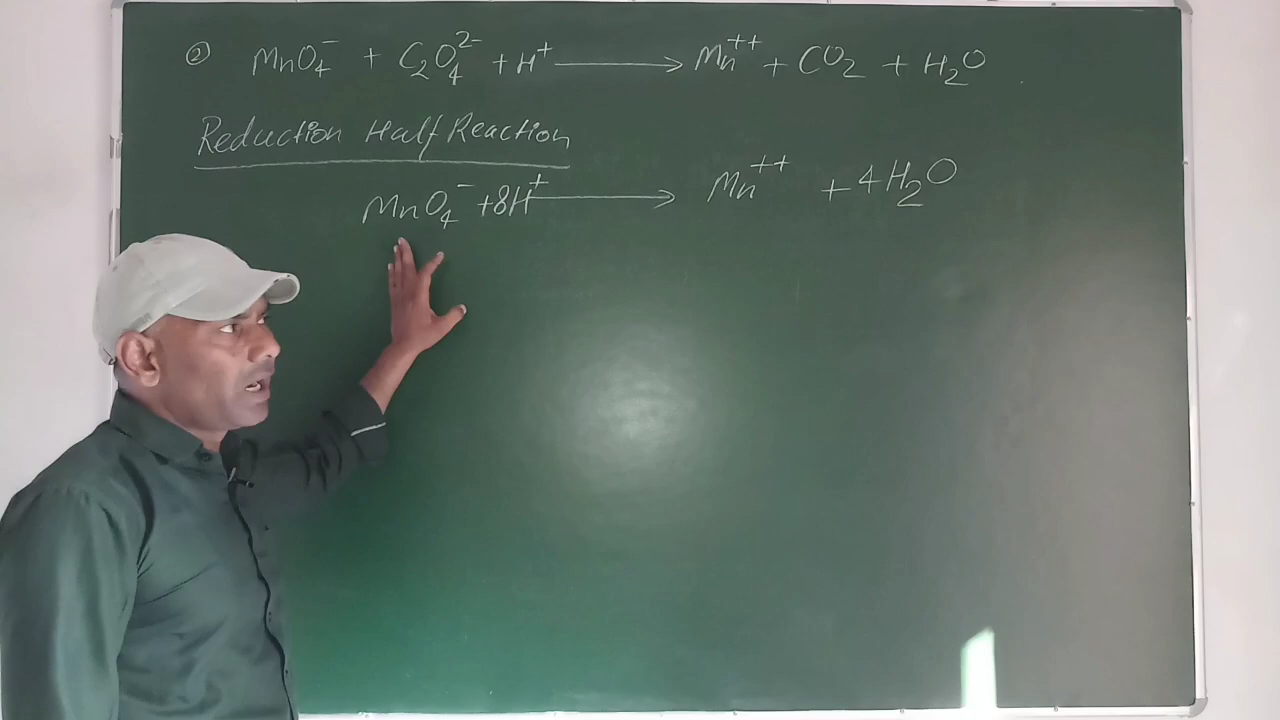 ② MnO₄⁻ + C₂O₄²⁻ + H⁺ ⟶ Mn⁺⁺ + CO₂ + H₂O
Reduction Half Reaction
MnO₄⁻ + 8H⁺ ⟶ Mn⁺⁺ + 4H₂O